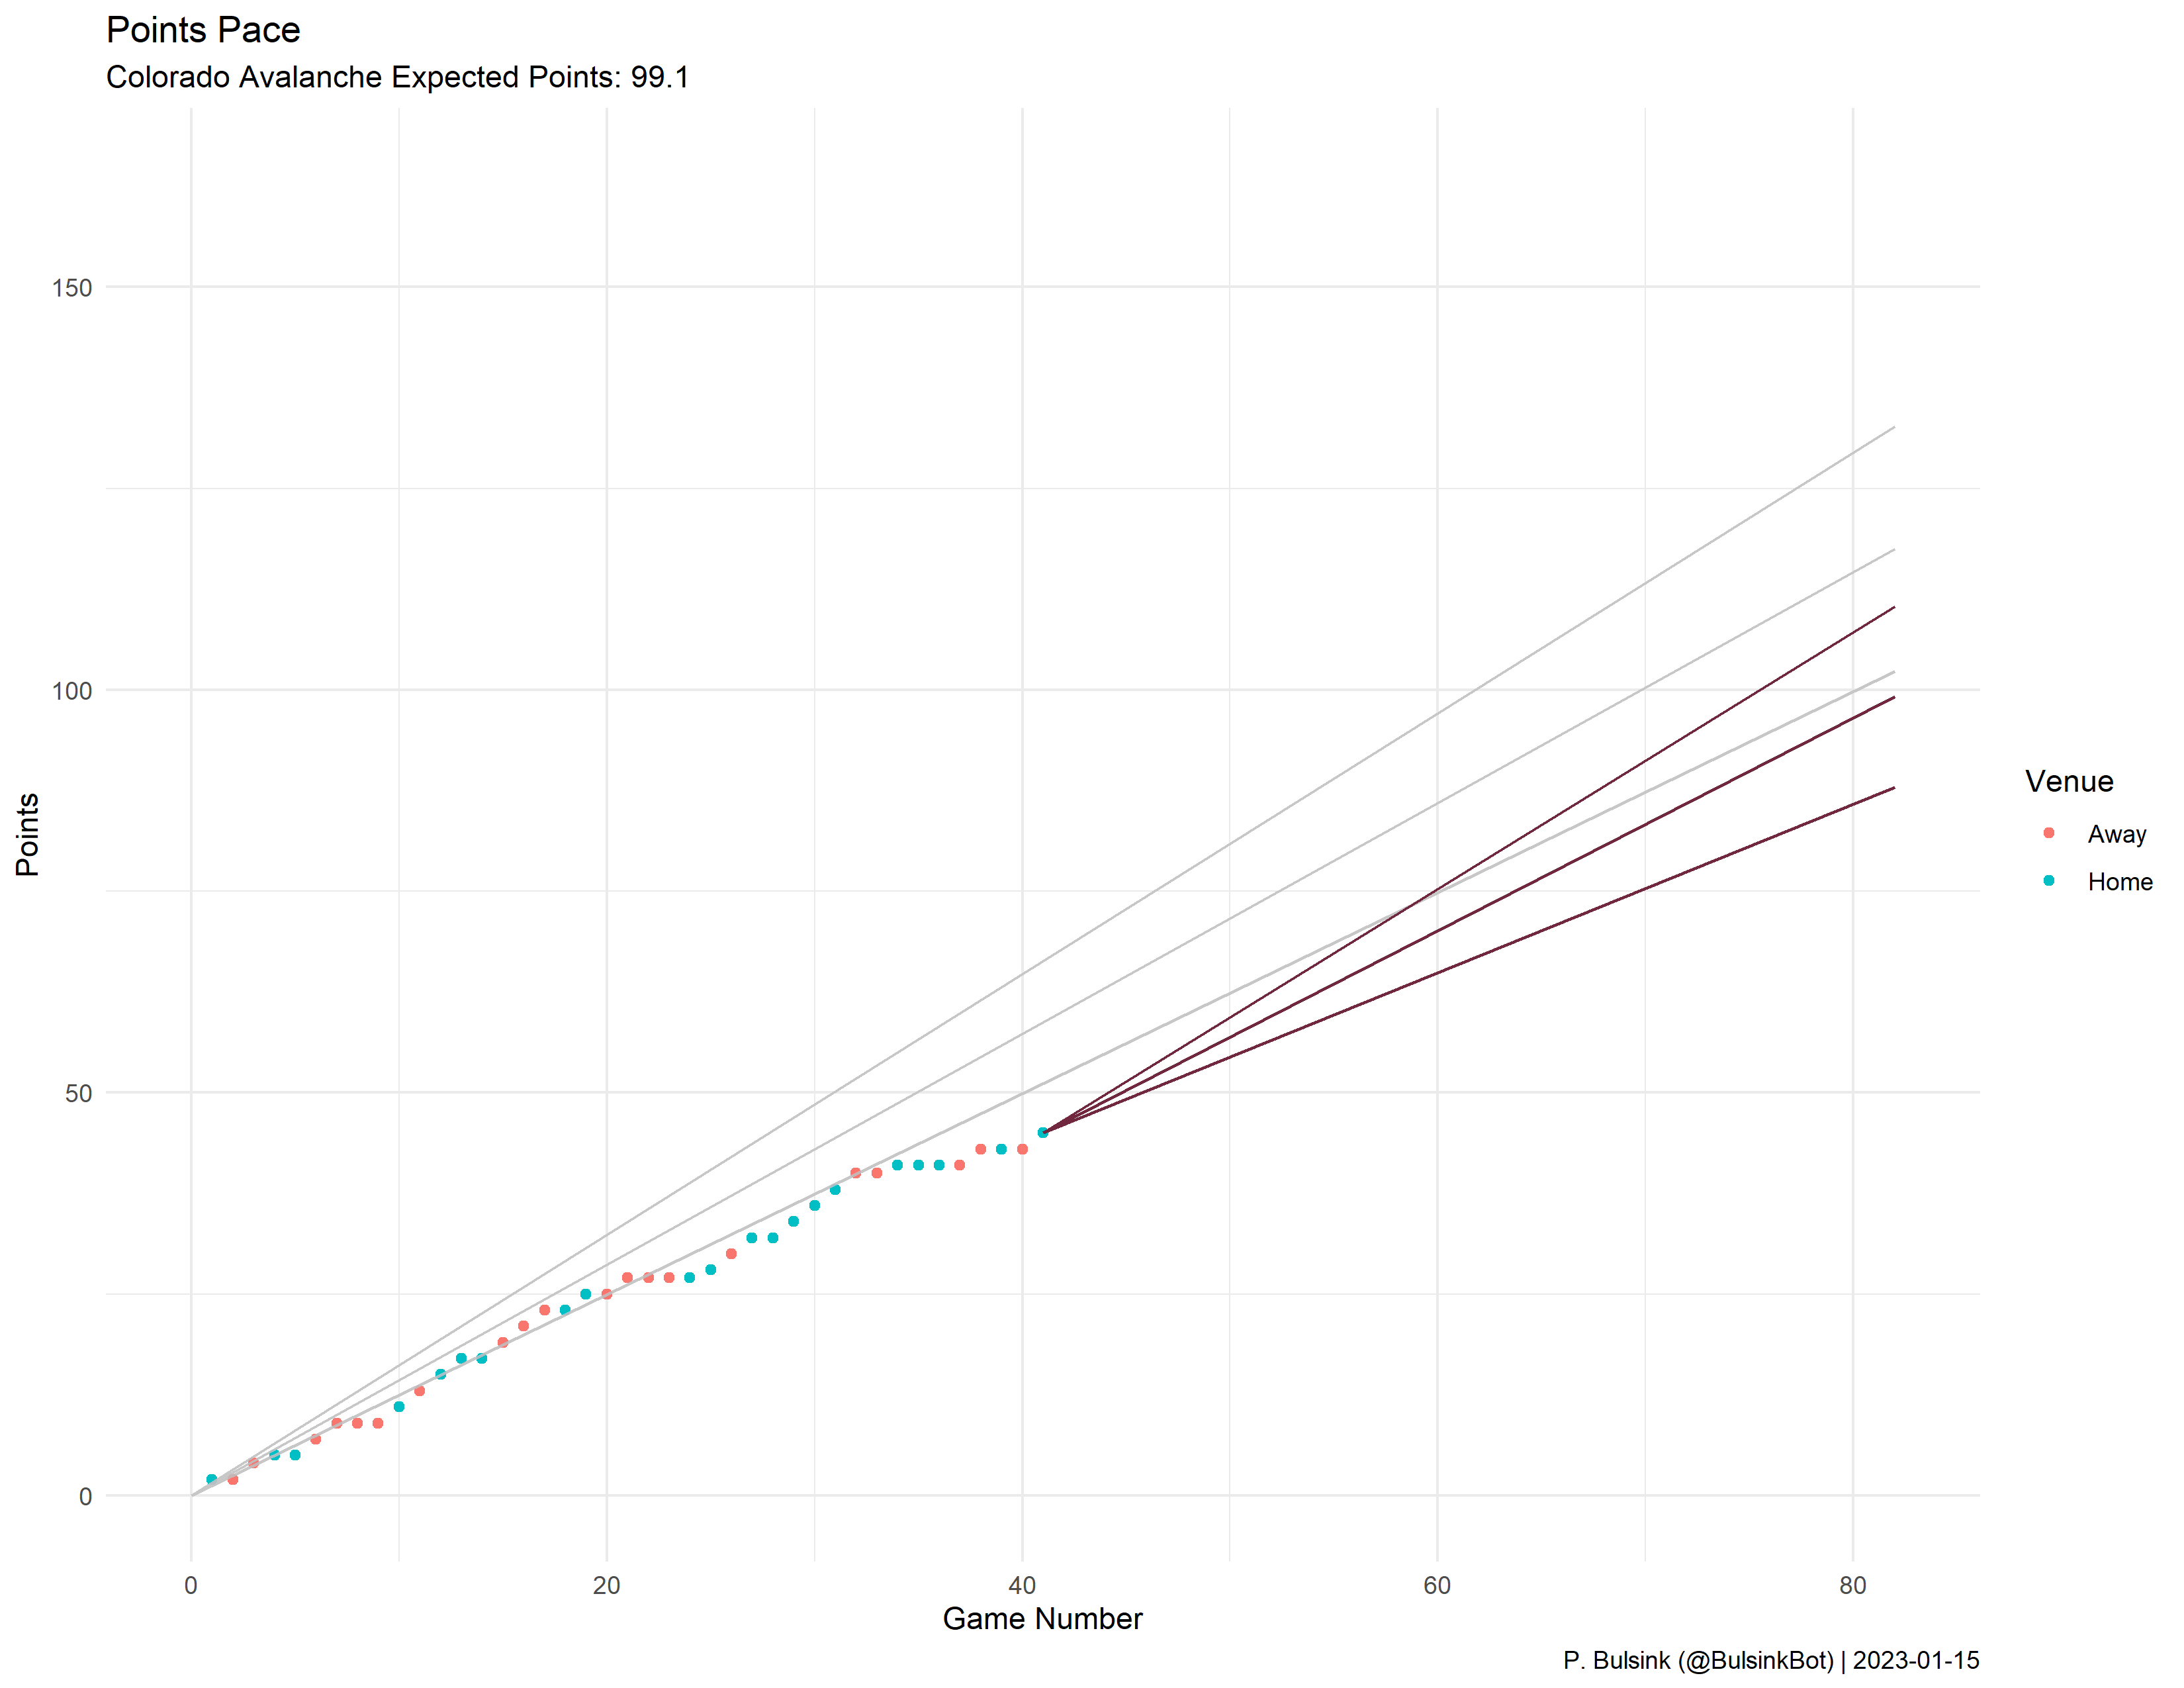 Points Pace
Colorado Avalanche Expected Points: 99.1
150
100
50
0
Points
0 20 40 60 80
Game Number
Venue
Away
Home
P. Bulsink (@BulsinkBot) | 2023-01-15